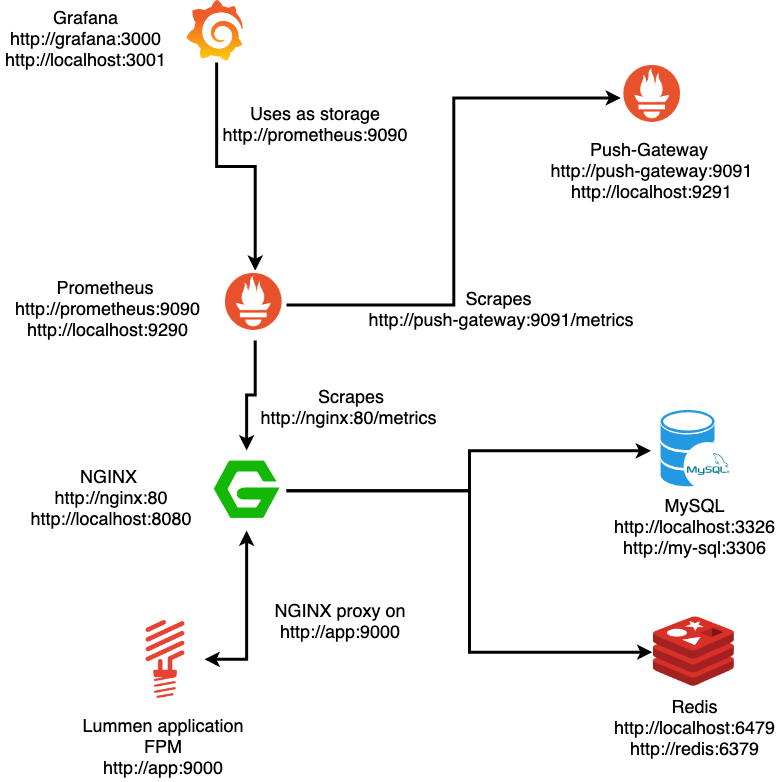 Grafana
http://grafana:3000
http://localhost:3001
Uses as storage
http://prometheus:9090
Push-Gateway
http://push-gateway:9091
http://localhost:9291
Prometheus
http://prometheus:9090
http://localhost:9290
Scrapes
http://push-gateway:9091/metrics
Scrapes
http://nginx:80/metrics
NGINX
http://nginx:80
http://localhost:8080
MySQL
MySQL
http://localhost:3326
http://my-sql:3306
NGINX proxy on
http://app:9000
Lummen application
FPM
http://app:9000
Redis
http://localhost:6479
http://redis:6379